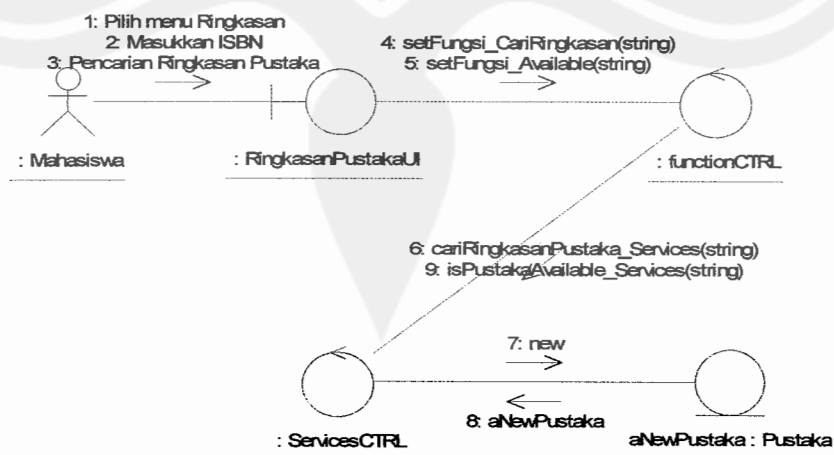 1: Pilih menu Ringkasan
2: Masukkan ISBN
3: Pencarian Ringkasan Pustaka
4: setFungsi_CariRingkasan(string)
5: setFungsi_Available(string)
: Mahasiswa
: RingkasanPustakaUI
: functionCTRL
6: cariRingkasanPustaka_Services(string)
9: isPustakaAvailable_Services(string)
7: new
8: aNewPustaka
: ServicesCTRL
aNewPustaka : Pustaka